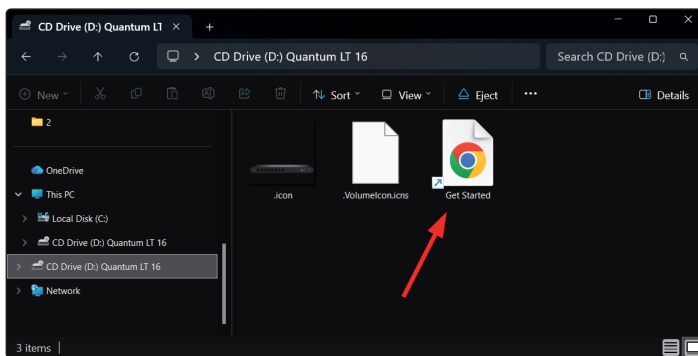 CD Drive (D:) Quantum LT
CD Drive (D:) Quantum LT 16
Search CD Drive (D:)
New
Sort
View
Eject
Details
2
OneDrive
This PC
Local Disk (C:)
CD Drive (D:) Quantum LT 16
CD Drive (D:) Quantum LT 16
Network
.icon
.VolumeIcon.icns
Get Started
3 items